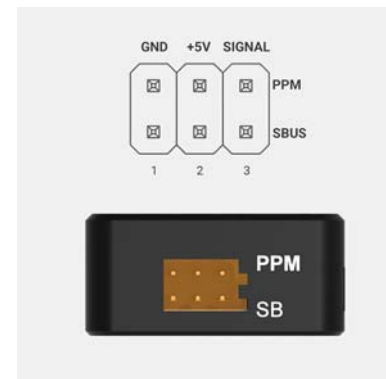 GND +5V SIGNAL
PPM
SBUS
1 2 3
PPM
SB